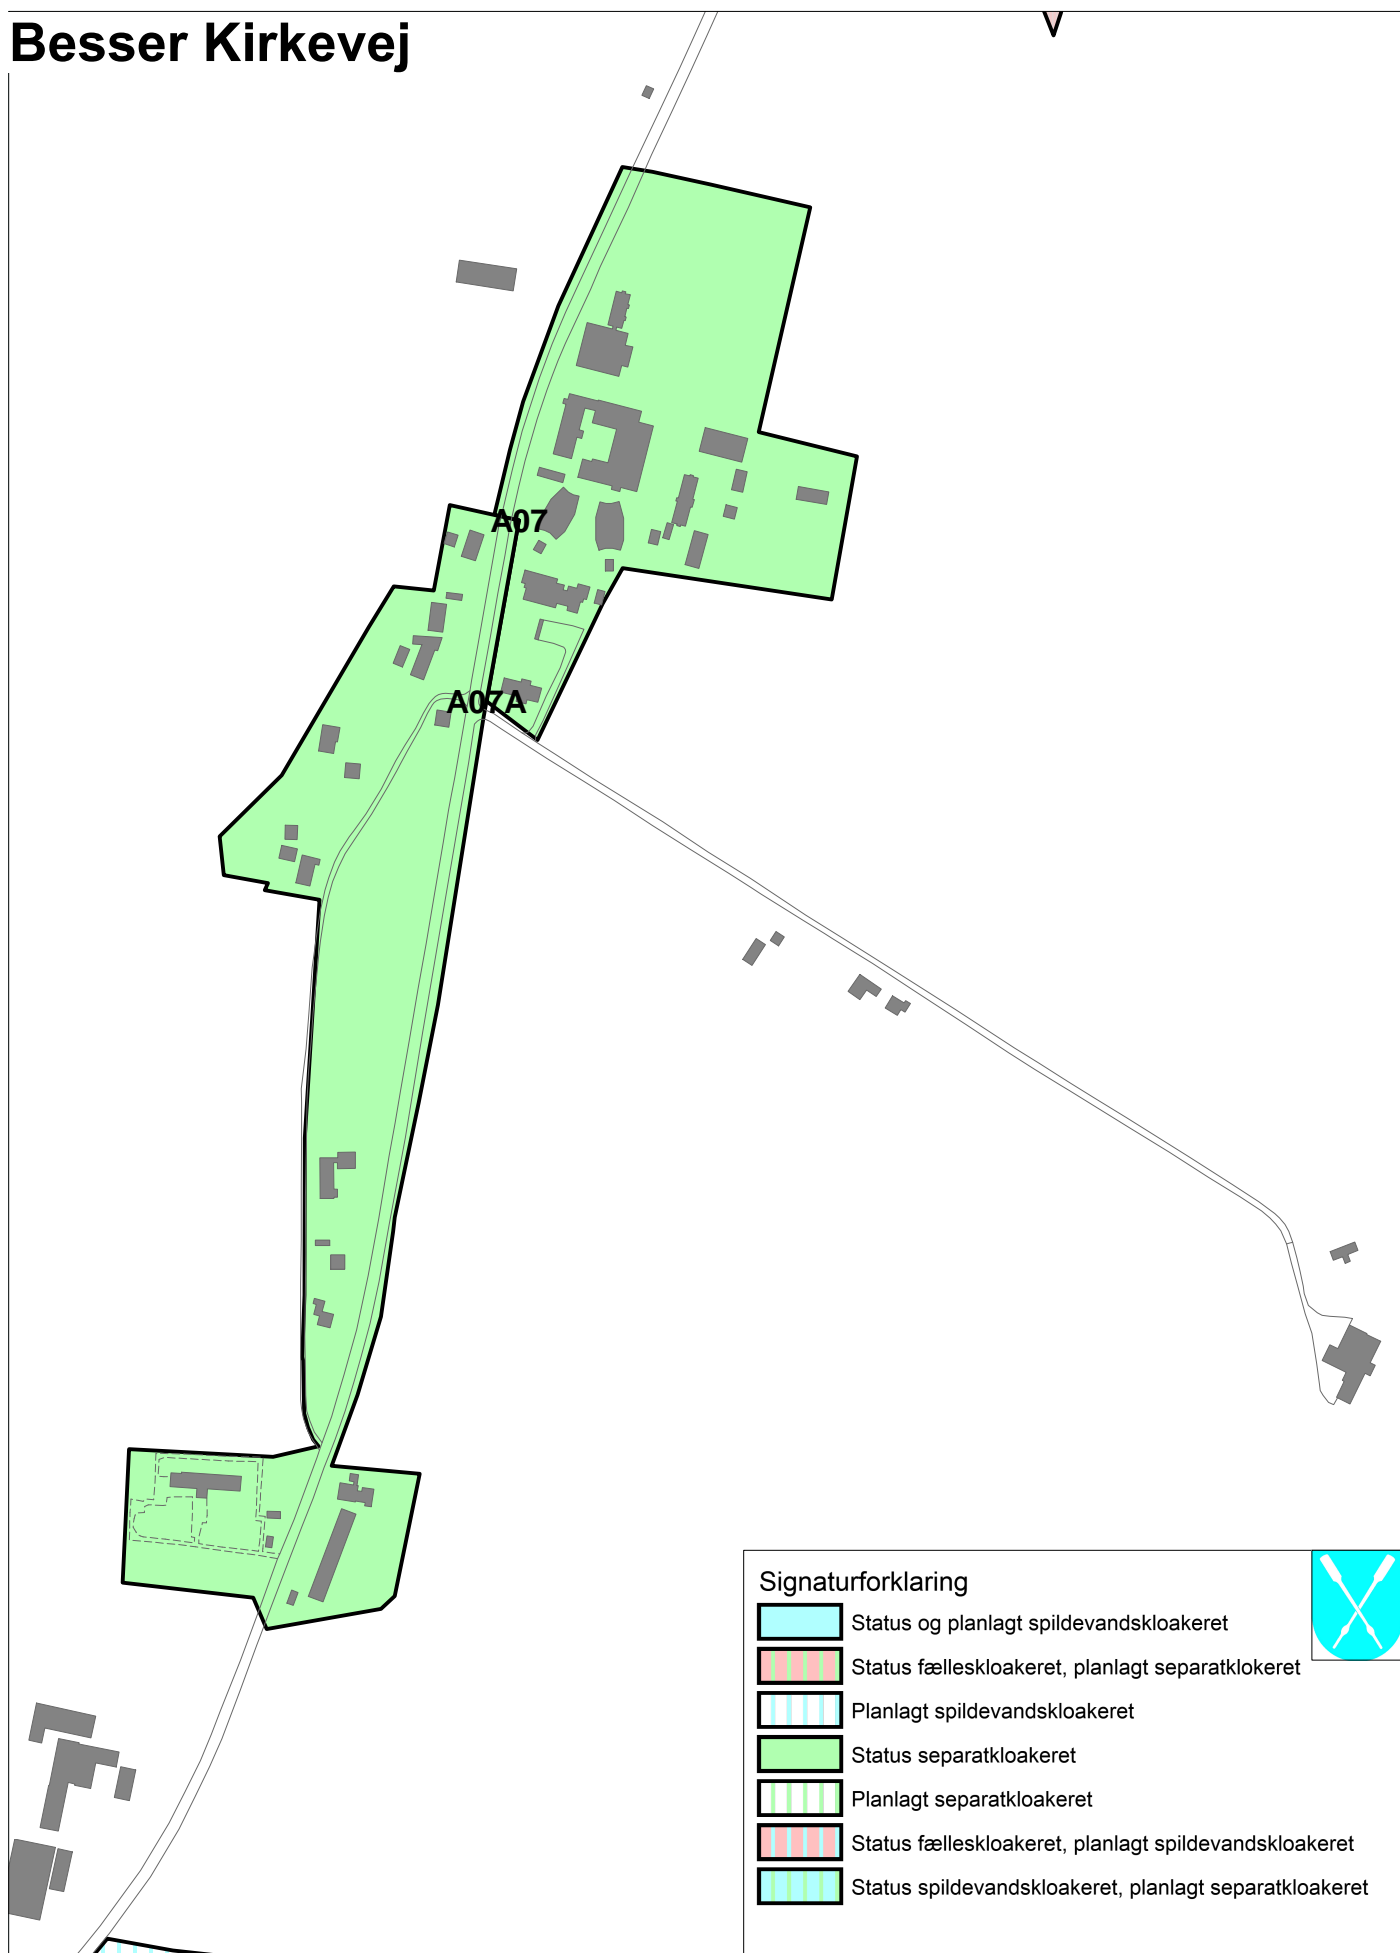 Besser Kirkevej
A07
A07A
Signaturforklaring
Status og planlagt spildevandskloakeret
Status fælleskloakeret, planlagt separatklokeret
Planlagt spildevandskloakeret
Status separatkloakeret
Planlagt separatkloakeret
Status fælleskloakeret, planlagt spildevandskloakeret
Status spildevandskloakeret, planlagt separatkloakeret